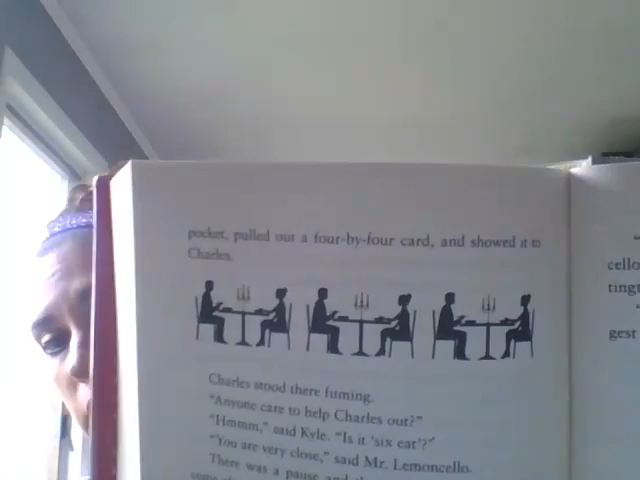 pocket, pulled out a four-by-four card, and showed it to
Charles.
Charles stood there fuming.
"Anyone care to help Charles out?"
"Hmmm," said Kyle. "Is it 'six eat'?"
"You are very close," said Mr. Lemoncello.
There was a pause and
cello
gest